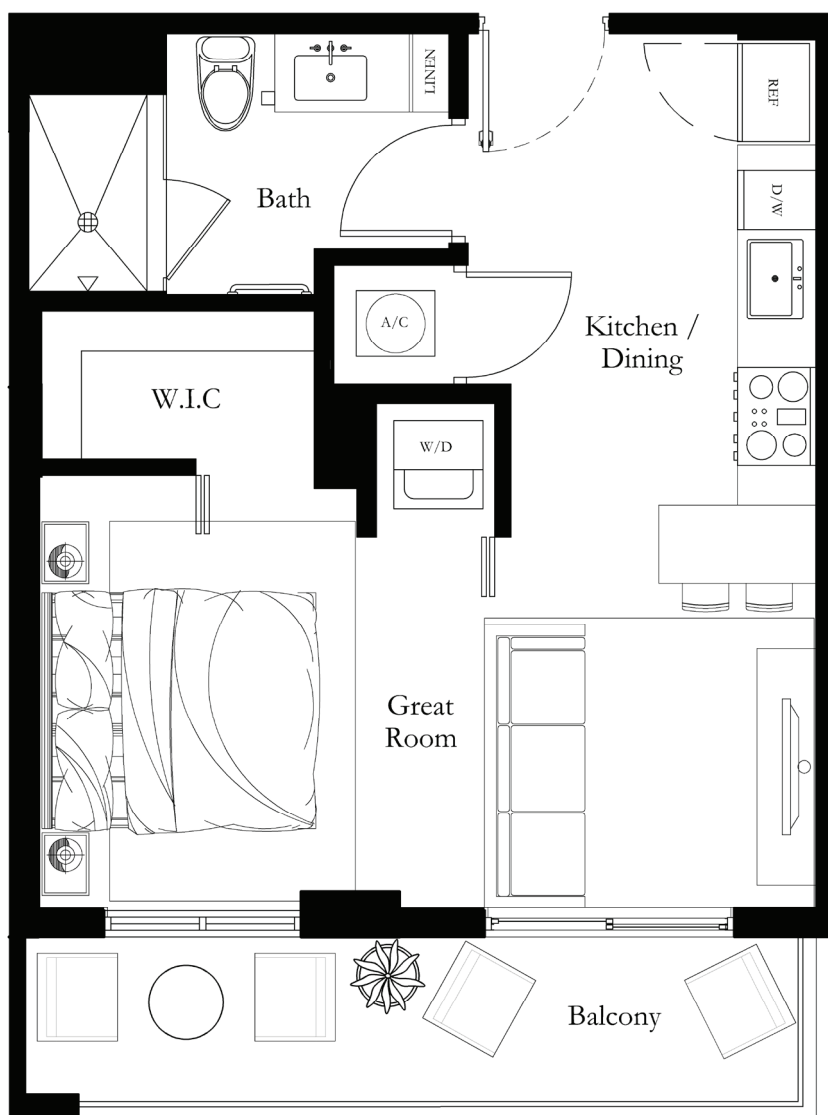 LINEN
REF
Bath
D/W
A/C
Kitchen /
Dining
W.I.C
W/D
Great
Room
Balcony